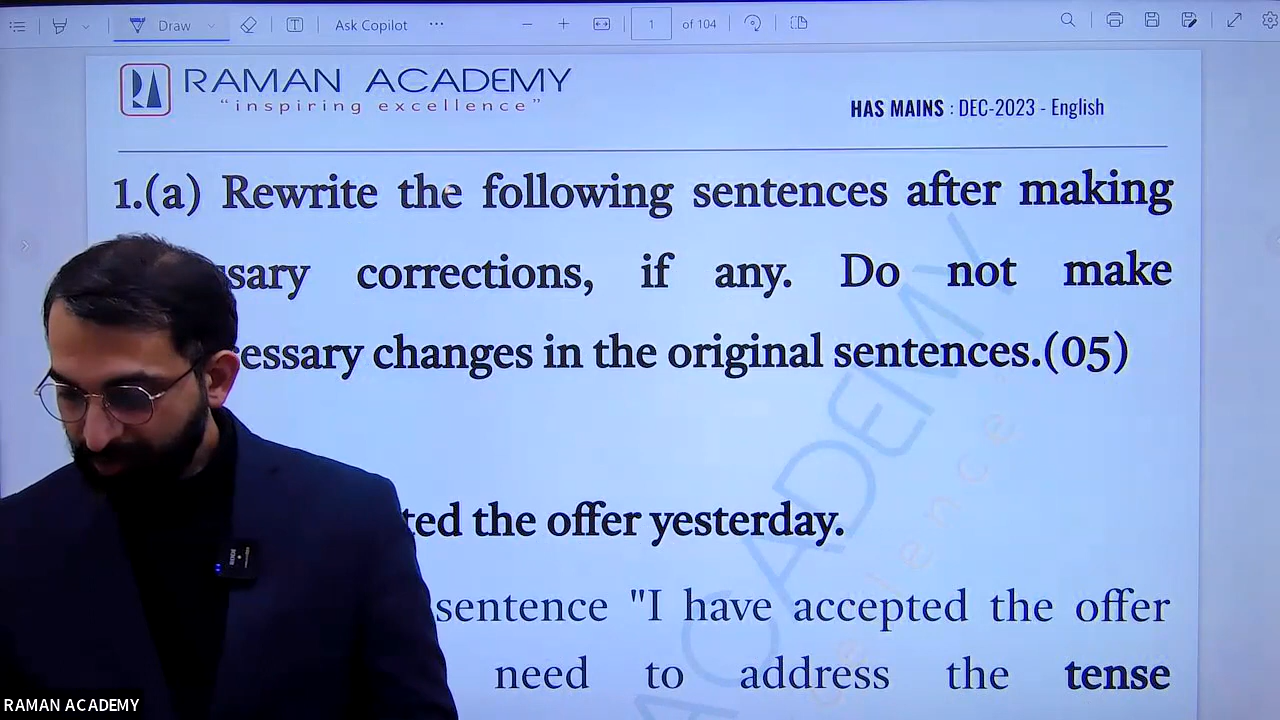 Draw
Ask Copilot
1 of 104
RAMAN ACADEMY
"inspiring excellence"
HAS MAINS : DEC-2023 - English
1.(a) Rewrite the following sentences after making
ssary corrections, if any. Do not make
cessary changes in the original sentences.(05)
ted the offer yesterday.
sentence "I have accepted the offer
need to address the tense
ACADEMY
RAMAN ACADEMY